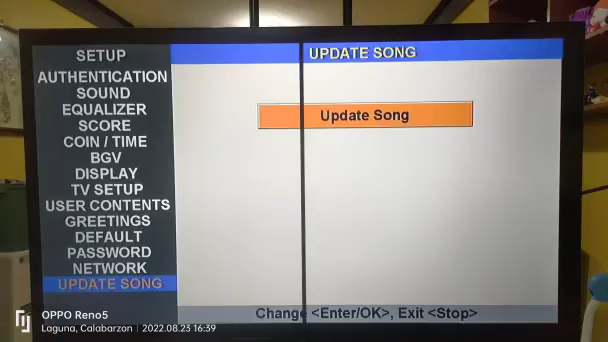 SETUP
AUTHENTICATION
SOUND
EQUALIZER
SCORE
COIN / TIME
BGV
DISPLAY
TV SETUP
USER CONTENTS
GREETINGS
DEFAULT
PASSWORD
NETWORK
UPDATE SONG
UPDATE SONG
Update Song
Change <Enter/OK>, Exit <Stop>
OPPO Reno5
Laguna, Calabarzon | 2022.08.23 16:39